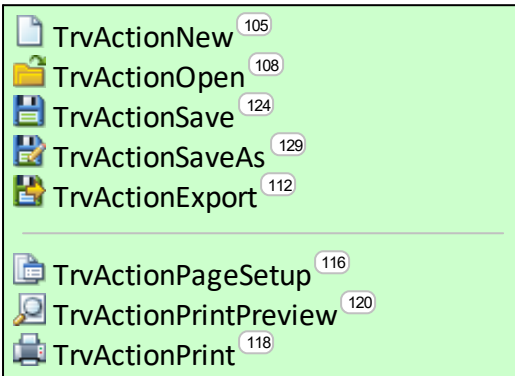 TrvActionNew 105
TrvActionOpen 108
TrvActionSave 124
TrvActionSaveAs 129
TrvActionExport 112
TrvActionPageSetup 116
TrvActionPrintPreview 120
TrvActionPrint 118